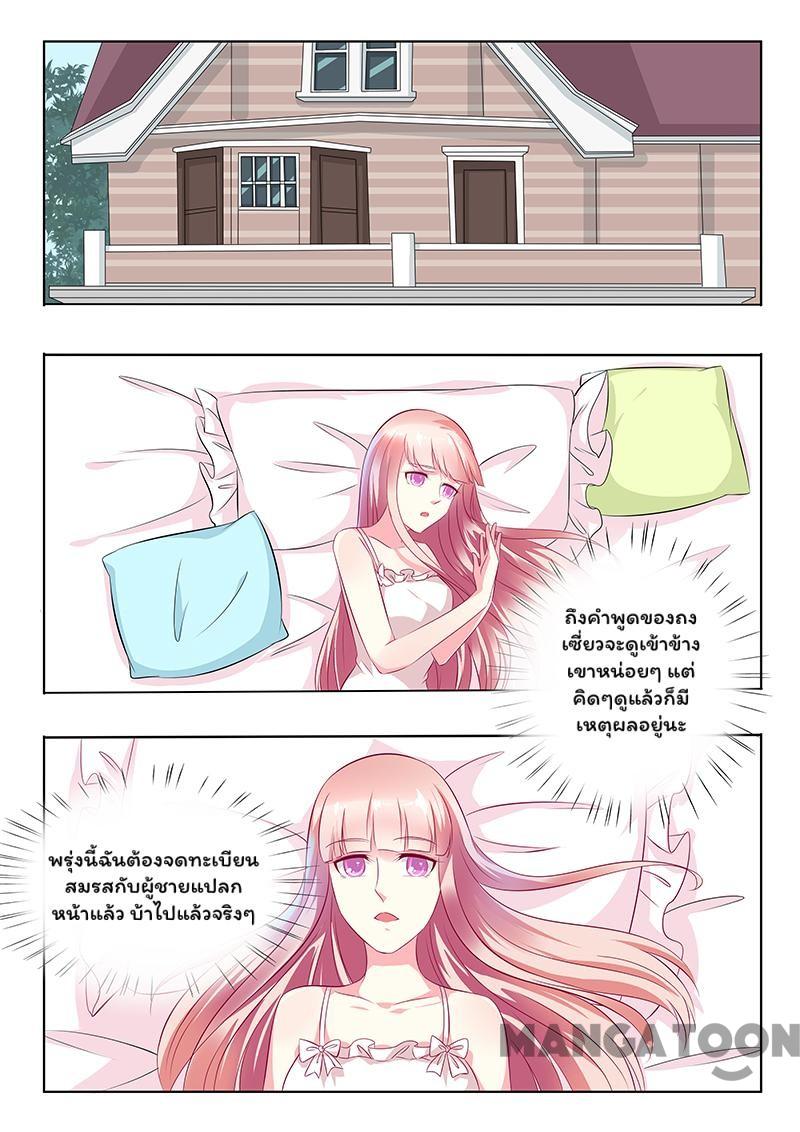 ถึงคำพูดของถง
เซี่ยวจะดูเข้าข้าง
เขาหน่อยๆ แต่
คิดๆดูแล้วก็มี
เหตุผลอยู่นะ
พรุ่งนี้ฉันต้องจดทะเบียน
สมรสกับผู้ชายแปลก
หน้าแล้ว บ้าไปแล้วจริงๆ
MANGATOON